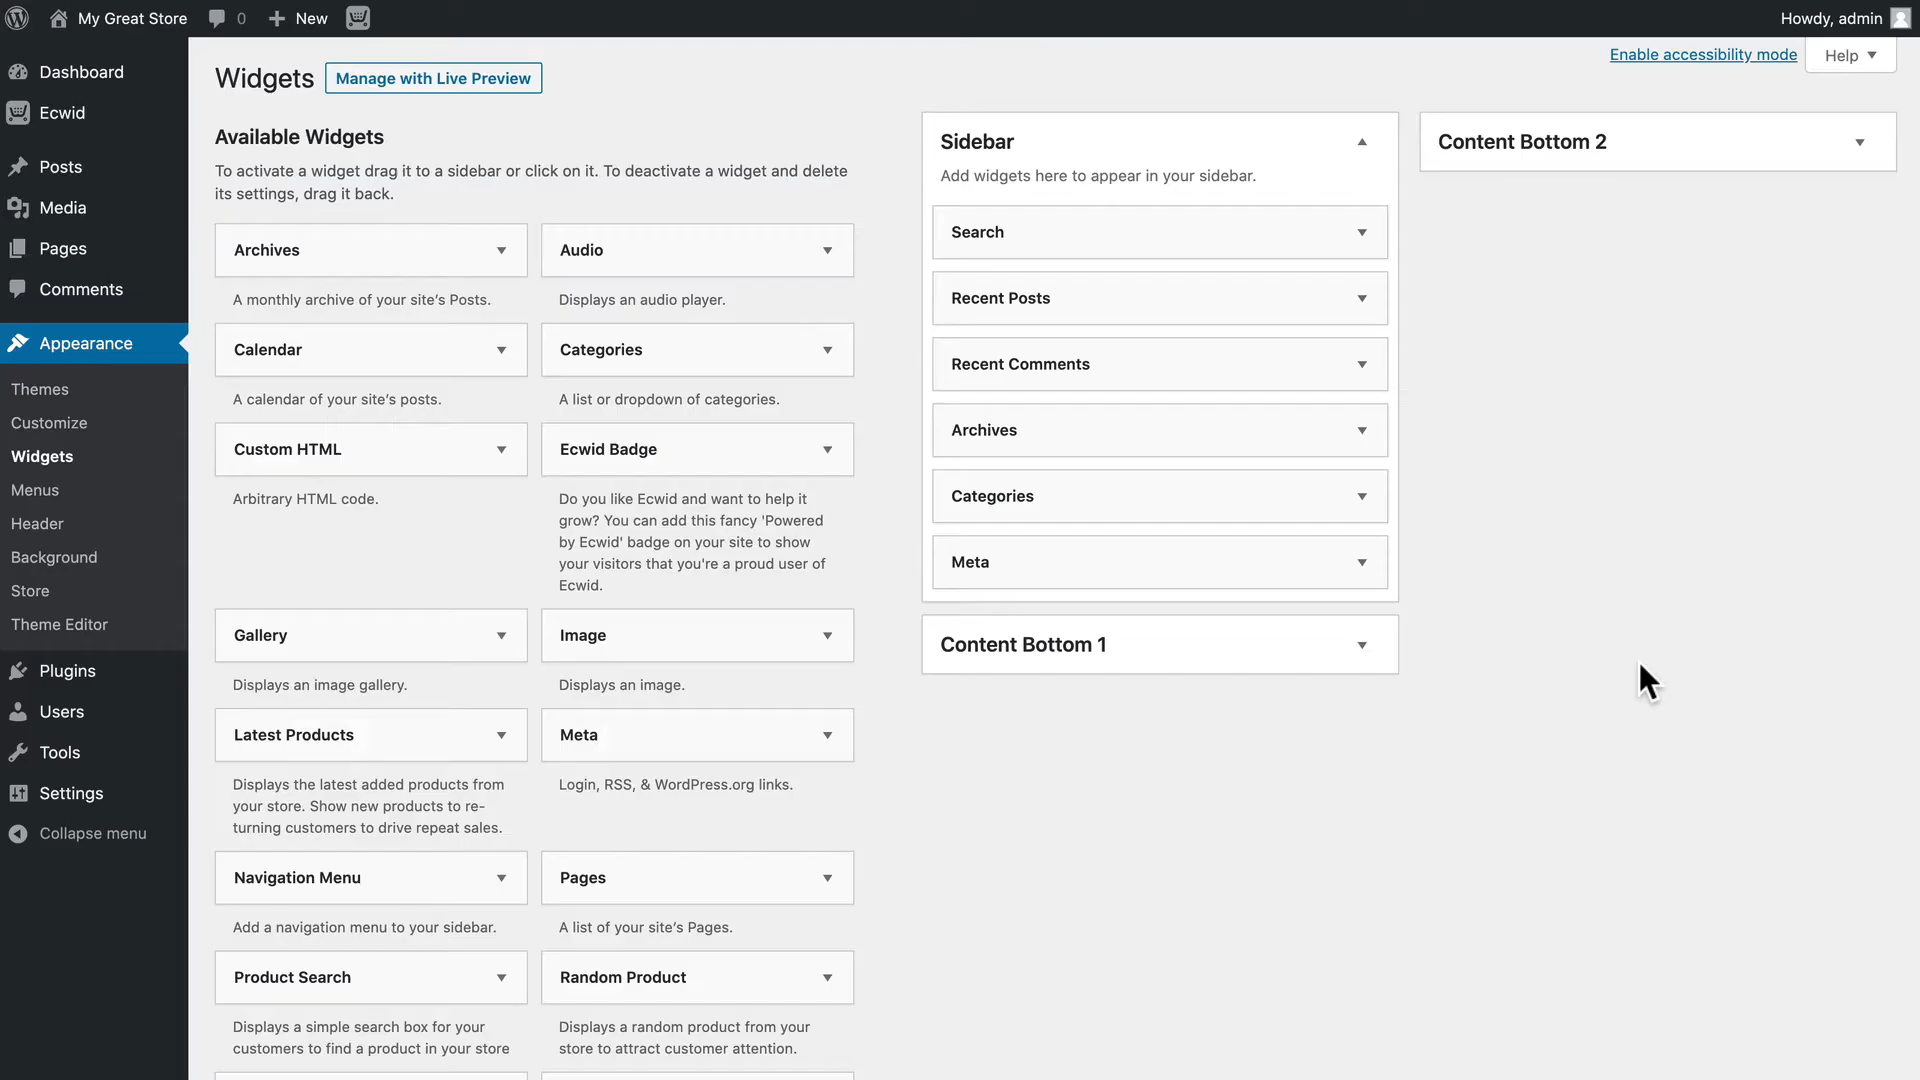 My Great Store
0
New
Howdy, admin
Dashboard
Ecwid
Posts
Media
Pages
Comments
Appearance
Themes
Customize
Widgets
Menus
Header
Background
Store
Theme Editor
Plugins
Users
Tools
Settings
Collapse menu
Enable accessibility mode
Help
Widgets
Manage with Live Preview
Available Widgets
To activate a widget drag it to a sidebar or click on it. To deactivate a widget and delete
its settings, drag it back.
Archives
A monthly archive of your site’s Posts.
Audio
Displays an audio player.
Calendar
A calendar of your site’s posts.
Categories
A list or dropdown of categories.
Custom HTML
Arbitrary HTML code.
Ecwid Badge
Do you like Ecwid and want to help it
grow? You can add this fancy 'Powered
by Ecwid' badge on your site to show
your visitors that you're a proud user of
Ecwid.
Gallery
Displays an image gallery.
Image
Displays an image.
Latest Products
Displays the latest added products from
your store. Show new products to re-
turning customers to drive repeat sales.
Meta
Login, RSS, & WordPress.org links.
Navigation Menu
Add a navigation menu to your sidebar.
Pages
A list of your site’s Pages.
Product Search
Displays a simple search box for your
customers to find a product in your store
Random Product
Displays a random product from your
store to attract customer attention.
Sidebar
Add widgets here to appear in your sidebar.
Search
Recent Posts
Recent Comments
Archives
Categories
Meta
Content Bottom 1
Content Bottom 2